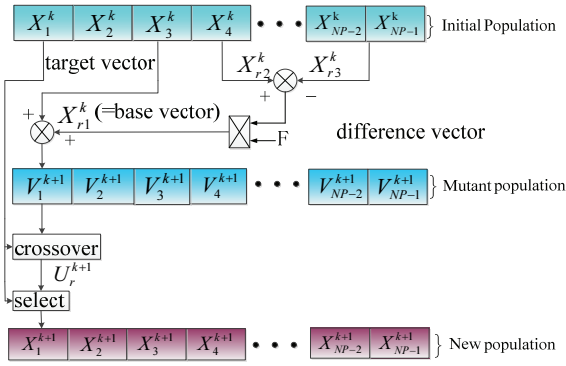 X_1^k X_2^k X_3^k X_4^k • • • X_{NP-2}^k X_{NP-1}^k } Initial Population
target vector X_{r2}^k X_{r3}^k
+ −
+ X_{r1}^k (=base vector)
+ F difference vector
V_1^{k+1} V_2^{k+1} V_3^{k+1} V_4^{k+1} • • • V_{NP-2}^{k+1} V_{NP-1}^{k+1} } Mutant population
crossover
U_r^{k+1}
select
X_1^{k+1} X_2^{k+1} X_3^{k+1} X_4^{k+1} • • • X_{NP-2}^{k+1} X_{NP-1}^{k+1} } New population